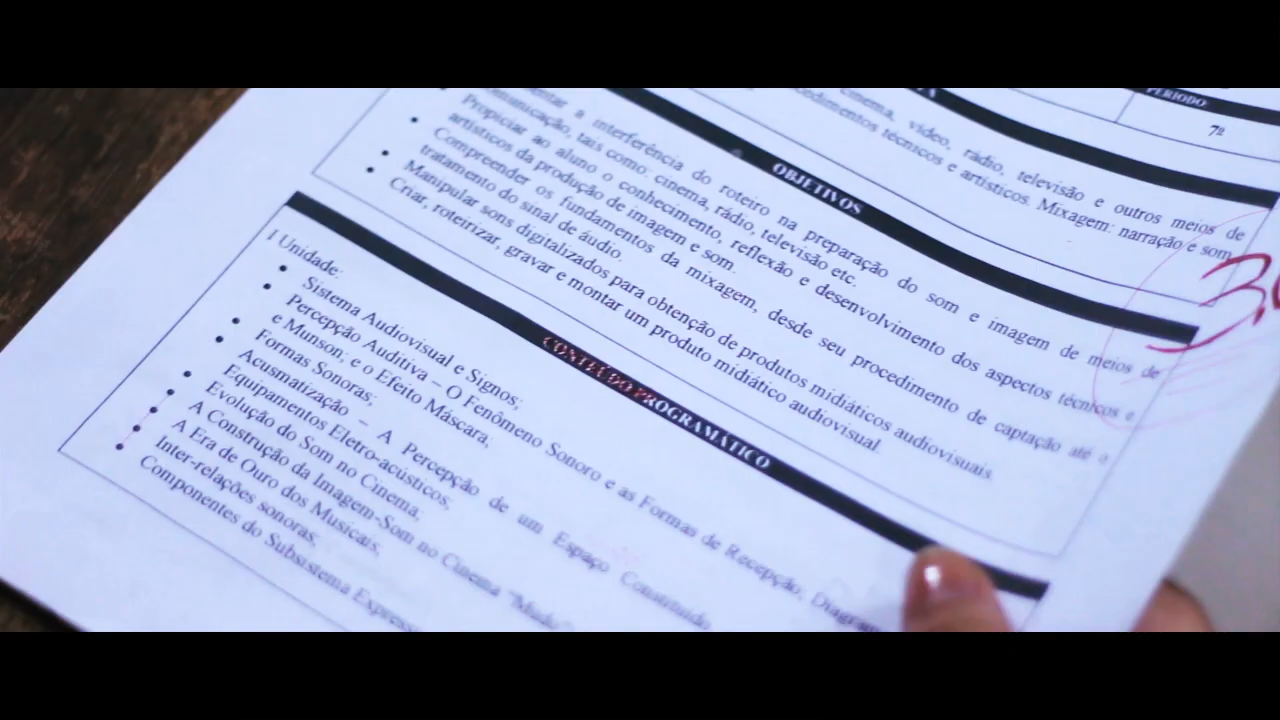 PERÍODO
7º
cinema, vídeo, rádio, televisão e outros meios de
técnicos e artísticos. Mixagem: narração e som
OBJETIVOS
a interferência do roteiro na preparação do som e imagem de meios de
tais como: cinema, rádio, televisão etc.
Propiciar ao aluno o conhecimento, reflexão e desenvolvimento dos aspectos técnicos e
artísticos da produção de imagem e som.
Compreender os fundamentos da mixagem, desde seu procedimento de captação até o
tratamento do sinal de áudio.
Manipular sons digitalizados para obtenção de produtos midiáticos audiovisuais
Criar, roteirizar, gravar e montar um produto midiático audiovisual.
CONTEÚDO PROGRAMÁTICO
I Unidade:
Sistema Audiovisual e Signos;
Percepção Auditiva – O Fenômeno Sonoro e as Formas de Recepção; Diagram
e Munson; e o Efeito Máscara;
Formas Sonoras;
Acusmatização – A Percepção de um Espaço Constituído
Equipamentos Eletro-acústicos;
Evolução do Som no Cinema;
A Construção da Imagem-Som no Cinema "Mudo"
A Era de Ouro dos Musicais;
Inter-relações sonoras;
Componentes do Subsistema Express